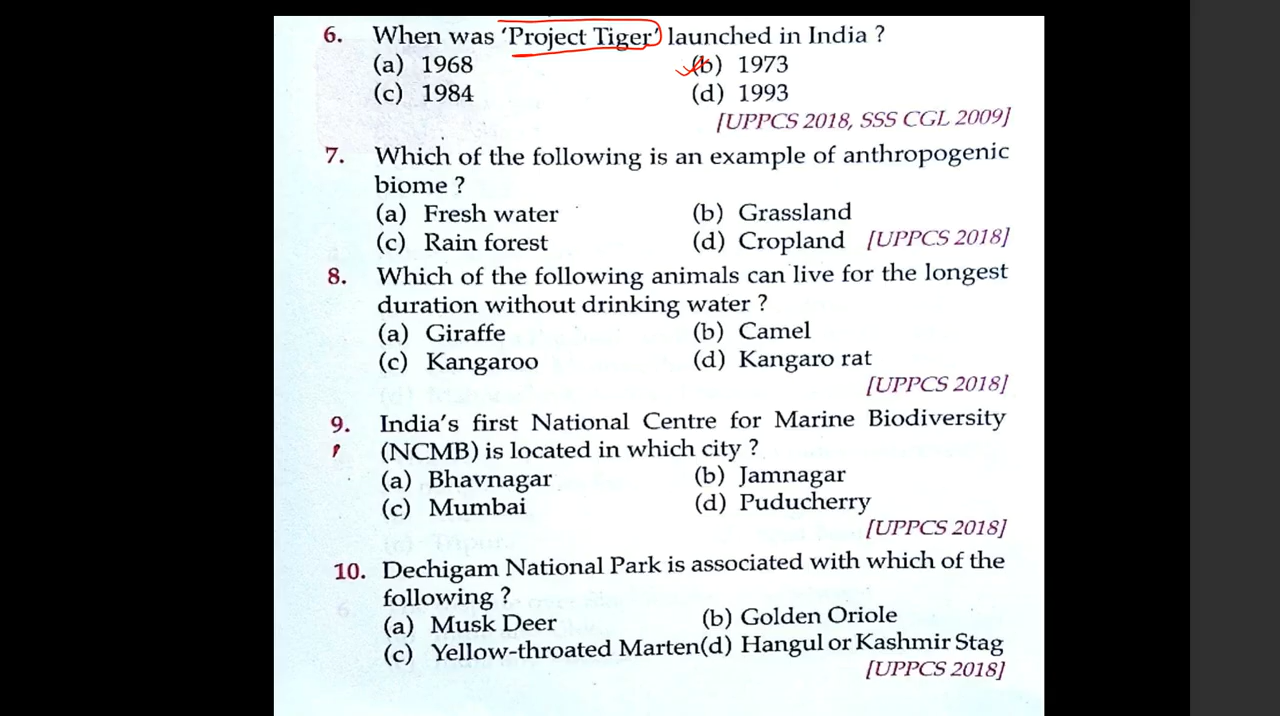 6. When was 'Project Tiger' launched in India ?
(a) 1968 (b) 1973
(c) 1984 (d) 1993
[UPPCS 2018, SSS CGL 2009]
7. Which of the following is an example of anthropogenic
biome ?
(a) Fresh water (b) Grassland
(c) Rain forest (d) Cropland [UPPCS 2018]
8. Which of the following animals can live for the longest
duration without drinking water ?
(a) Giraffe (b) Camel
(c) Kangaroo (d) Kangaro rat
[UPPCS 2018]
9. India's first National Centre for Marine Biodiversity
(NCMB) is located in which city ?
(a) Bhavnagar (b) Jamnagar
(c) Mumbai (d) Puducherry
[UPPCS 2018]
10. Dechigam National Park is associated with which of the
following ?
(a) Musk Deer (b) Golden Oriole
(c) Yellow-throated Marten (d) Hangul or Kashmir Stag
[UPPCS 2018]